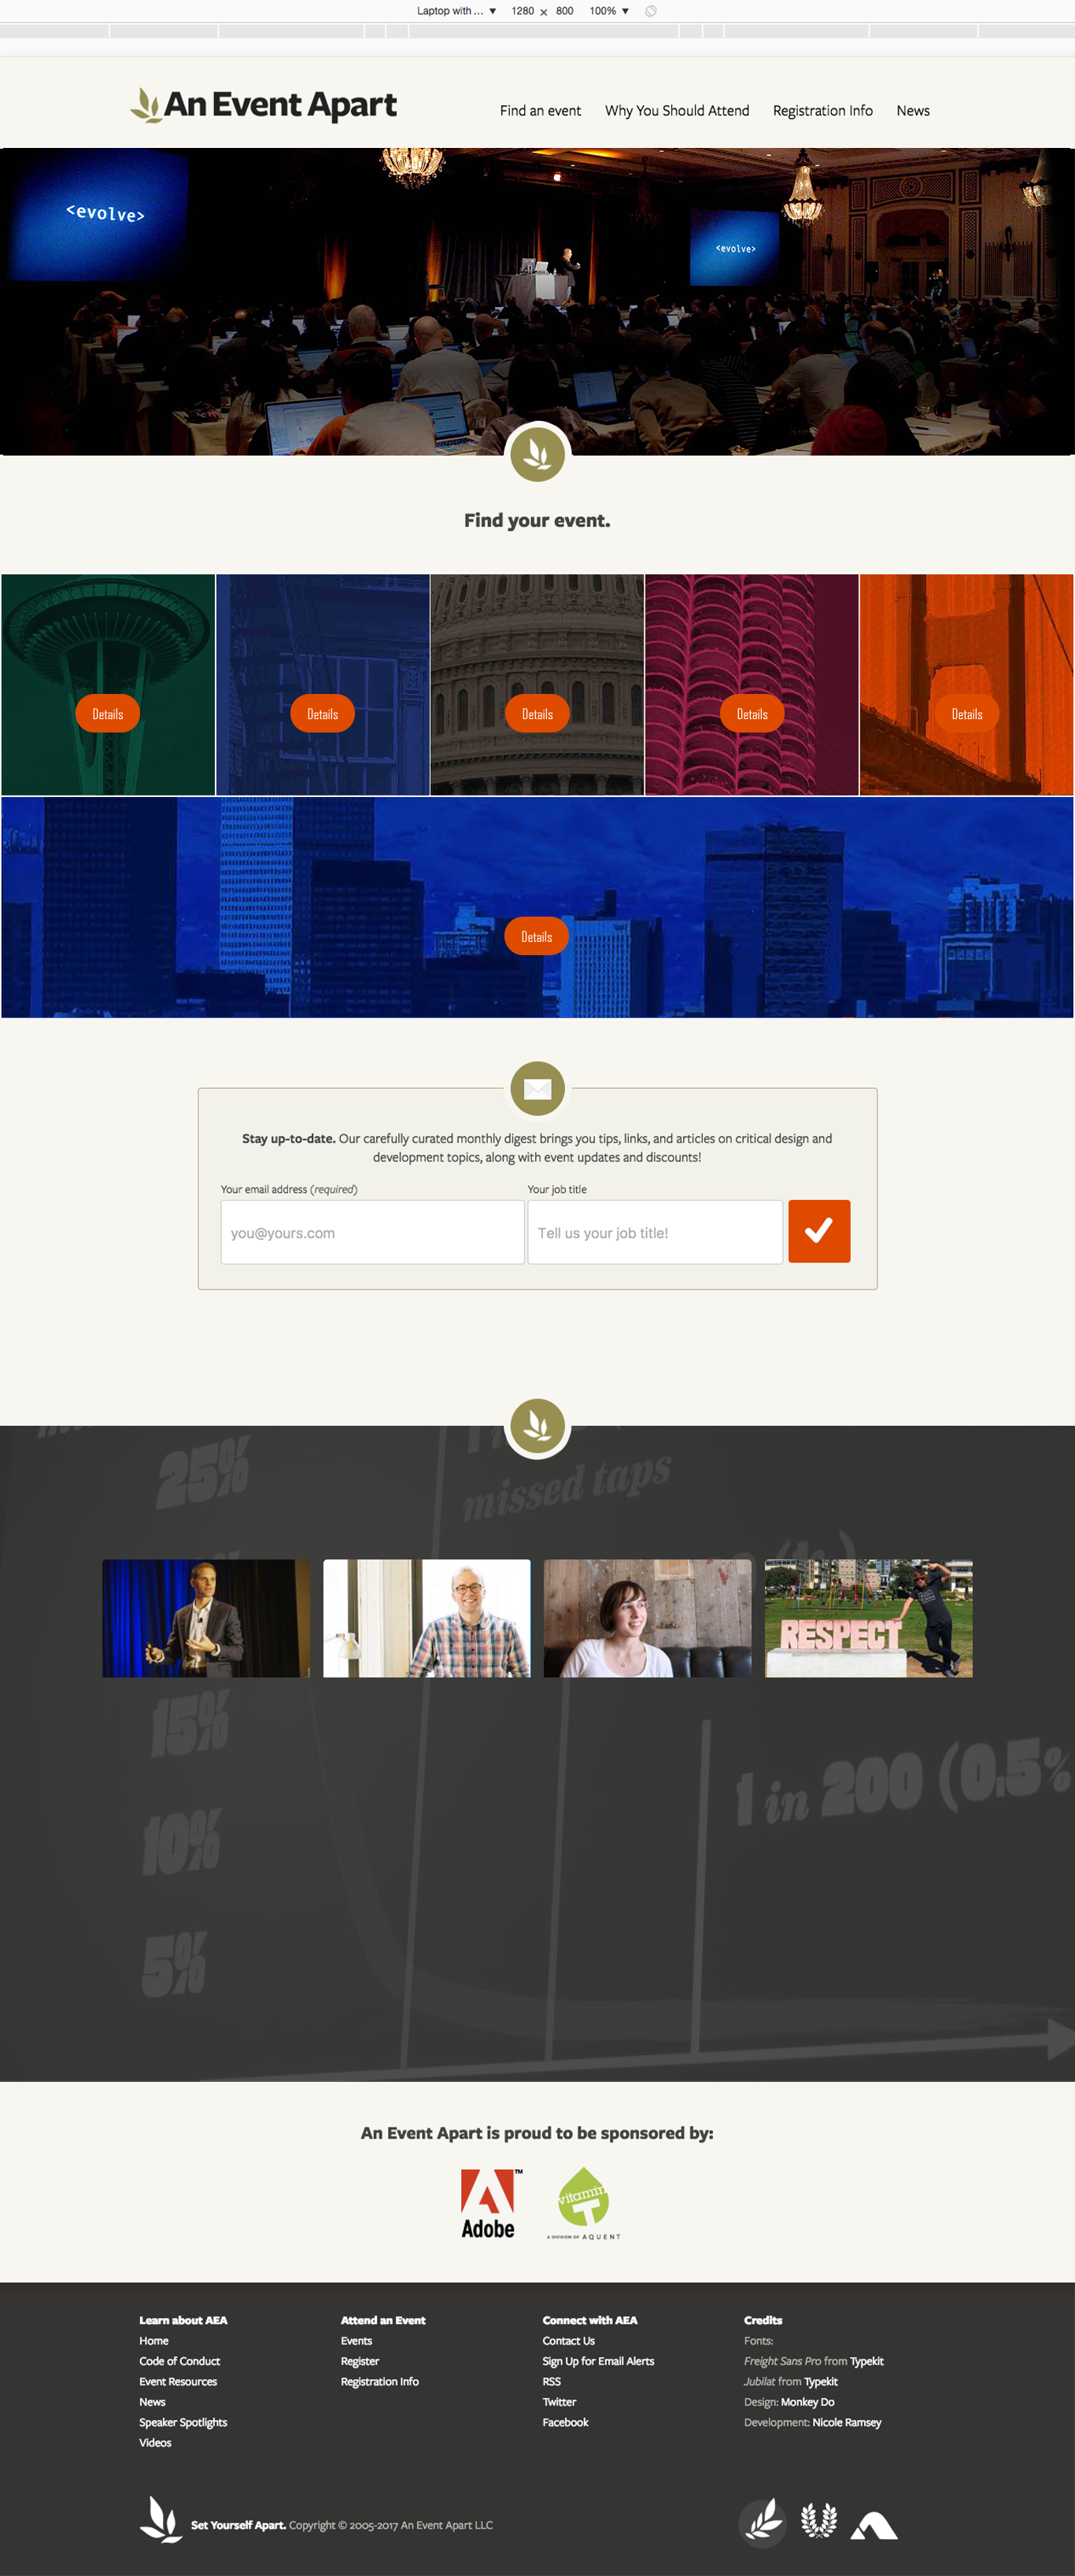 Laptop with ... ▼ 1280 × 800 100% ▼
An Event Apart
Find an event Why You Should Attend Registration Info News
<evolve>
<evolve>
Find your event.
Details Details Details Details Details
Details
Stay up-to-date. Our carefully curated monthly digest brings you tips, links, and articles on critical design and
development topics, along with event updates and discounts!
Your email address (required) Your job title
you@yours.com Tell us your job title!
25%
missed taps
RESPECT
15%
1 in 200 (0.5%
10%
5%
An Event Apart is proud to be sponsored by:
Adobe™
vitamin T
A DIVISION OF AQUENT
Learn about AEA
Home
Code of Conduct
Event Resources
News
Speaker Spotlights
Videos
Attend an Event
Events
Register
Registration Info
Connect with AEA
Contact Us
Sign Up for Email Alerts
RSS
Twitter
Facebook
Credits
Fonts:
Freight Sans Pro from Typekit
Jubilat from Typekit
Design: Monkey Do
Development: Nicole Ramsey
Set Yourself Apart. Copyright © 2005-2017 An Event Apart LLC